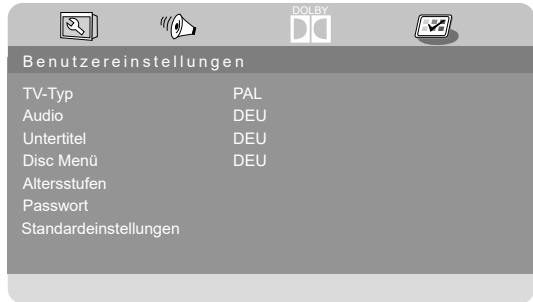 DOLBY
Benutzereinstellungen
TV-Typ PAL
Audio DEU
Untertitel DEU
Disc Menü DEU
Altersstufen
Passwort
Standardeinstellungen